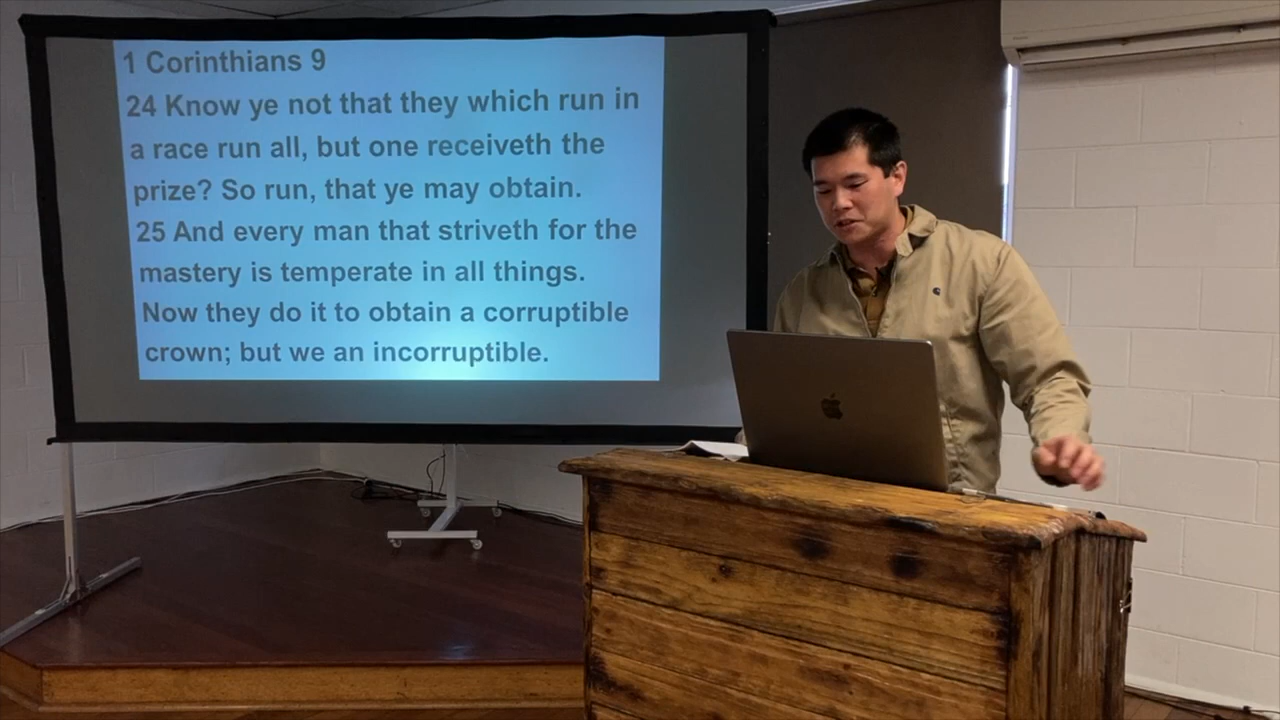 1 Corinthians 9
24 Know ye not that they which run in
a race run all, but one receiveth the
prize? So run, that ye may obtain.
25 And every man that striveth for the
mastery is temperate in all things.
Now they do it to obtain a corruptible
crown; but we an incorruptible.